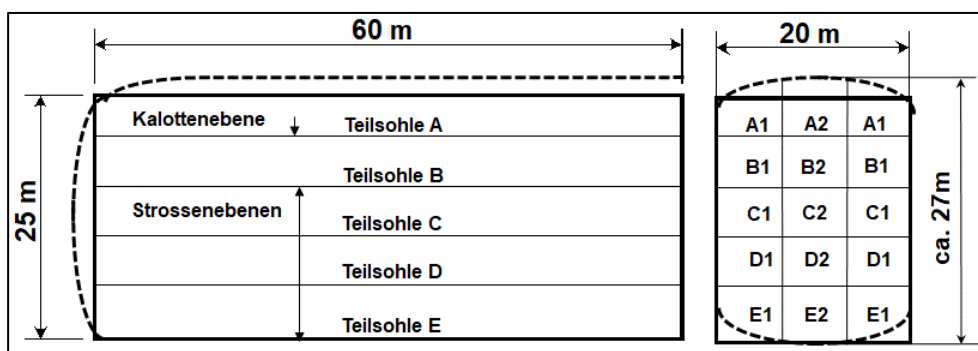 60 m
20 m
25 m
Kalottenebene
Teilsohle A
Teilsohle B
Strossenebenen
Teilsohle C
Teilsohle D
Teilsohle E
A1 A2 A1
B1 B2 B1
C1 C2 C1
D1 D2 D1
E1 E2 E1
ca. 27m